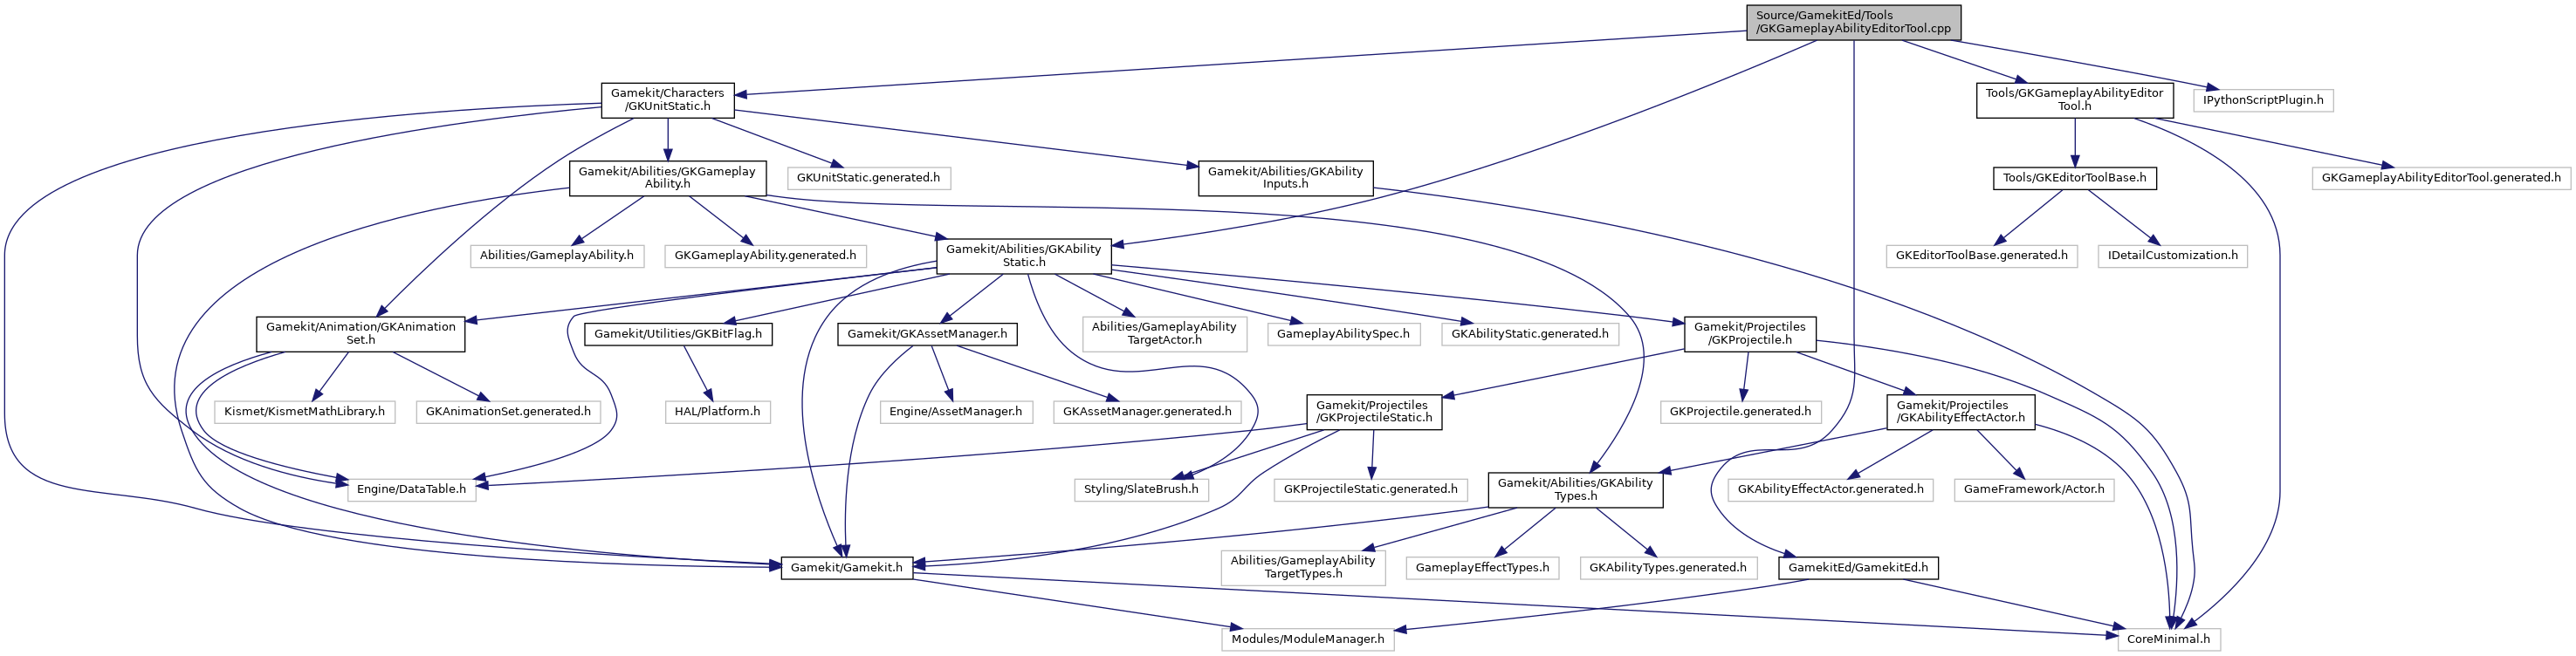 Source/GamekitEd/Tools
/GKGameplayAbilityEditorTool.cpp
Gamekit/Characters
/GKUnitStatic.h
Tools/GKGameplayAbilityEditor
Tool.h
IPythonScriptPlugin.h
Gamekit/Abilities/GKGameplay
Ability.h
GKUnitStatic.generated.h
Gamekit/Abilities/GKAbility
Inputs.h
Tools/GKEditorToolBase.h
GKGameplayAbilityEditorTool.generated.h
Abilities/GameplayAbility.h
GKGameplayAbility.generated.h
Gamekit/Abilities/GKAbility
Static.h
GKEditorToolBase.generated.h
IDetailCustomization.h
Gamekit/Animation/GKAnimation
Set.h
Gamekit/Utilities/GKBitFlag.h
Gamekit/GKAssetManager.h
Abilities/GameplayAbility
TargetActor.h
GameplayAbilitySpec.h
GKAbilityStatic.generated.h
Gamekit/Projectiles
/GKProjectile.h
Kismet/KismetMathLibrary.h
GKAnimationSet.generated.h
HAL/Platform.h
Engine/AssetManager.h
GKAssetManager.generated.h
Gamekit/Projectiles
/GKProjectileStatic.h
GKProjectile.generated.h
Gamekit/Projectiles
/GKAbilityEffectActor.h
Engine/DataTable.h
Styling/SlateBrush.h
GKProjectileStatic.generated.h
Gamekit/Abilities/GKAbility
Types.h
GKAbilityEffectActor.generated.h
GameFramework/Actor.h
Gamekit/Gamekit.h
Abilities/GameplayAbility
TargetTypes.h
GameplayEffectTypes.h
GKAbilityTypes.generated.h
GamekitEd/GamekitEd.h
Modules/ModuleManager.h
CoreMinimal.h